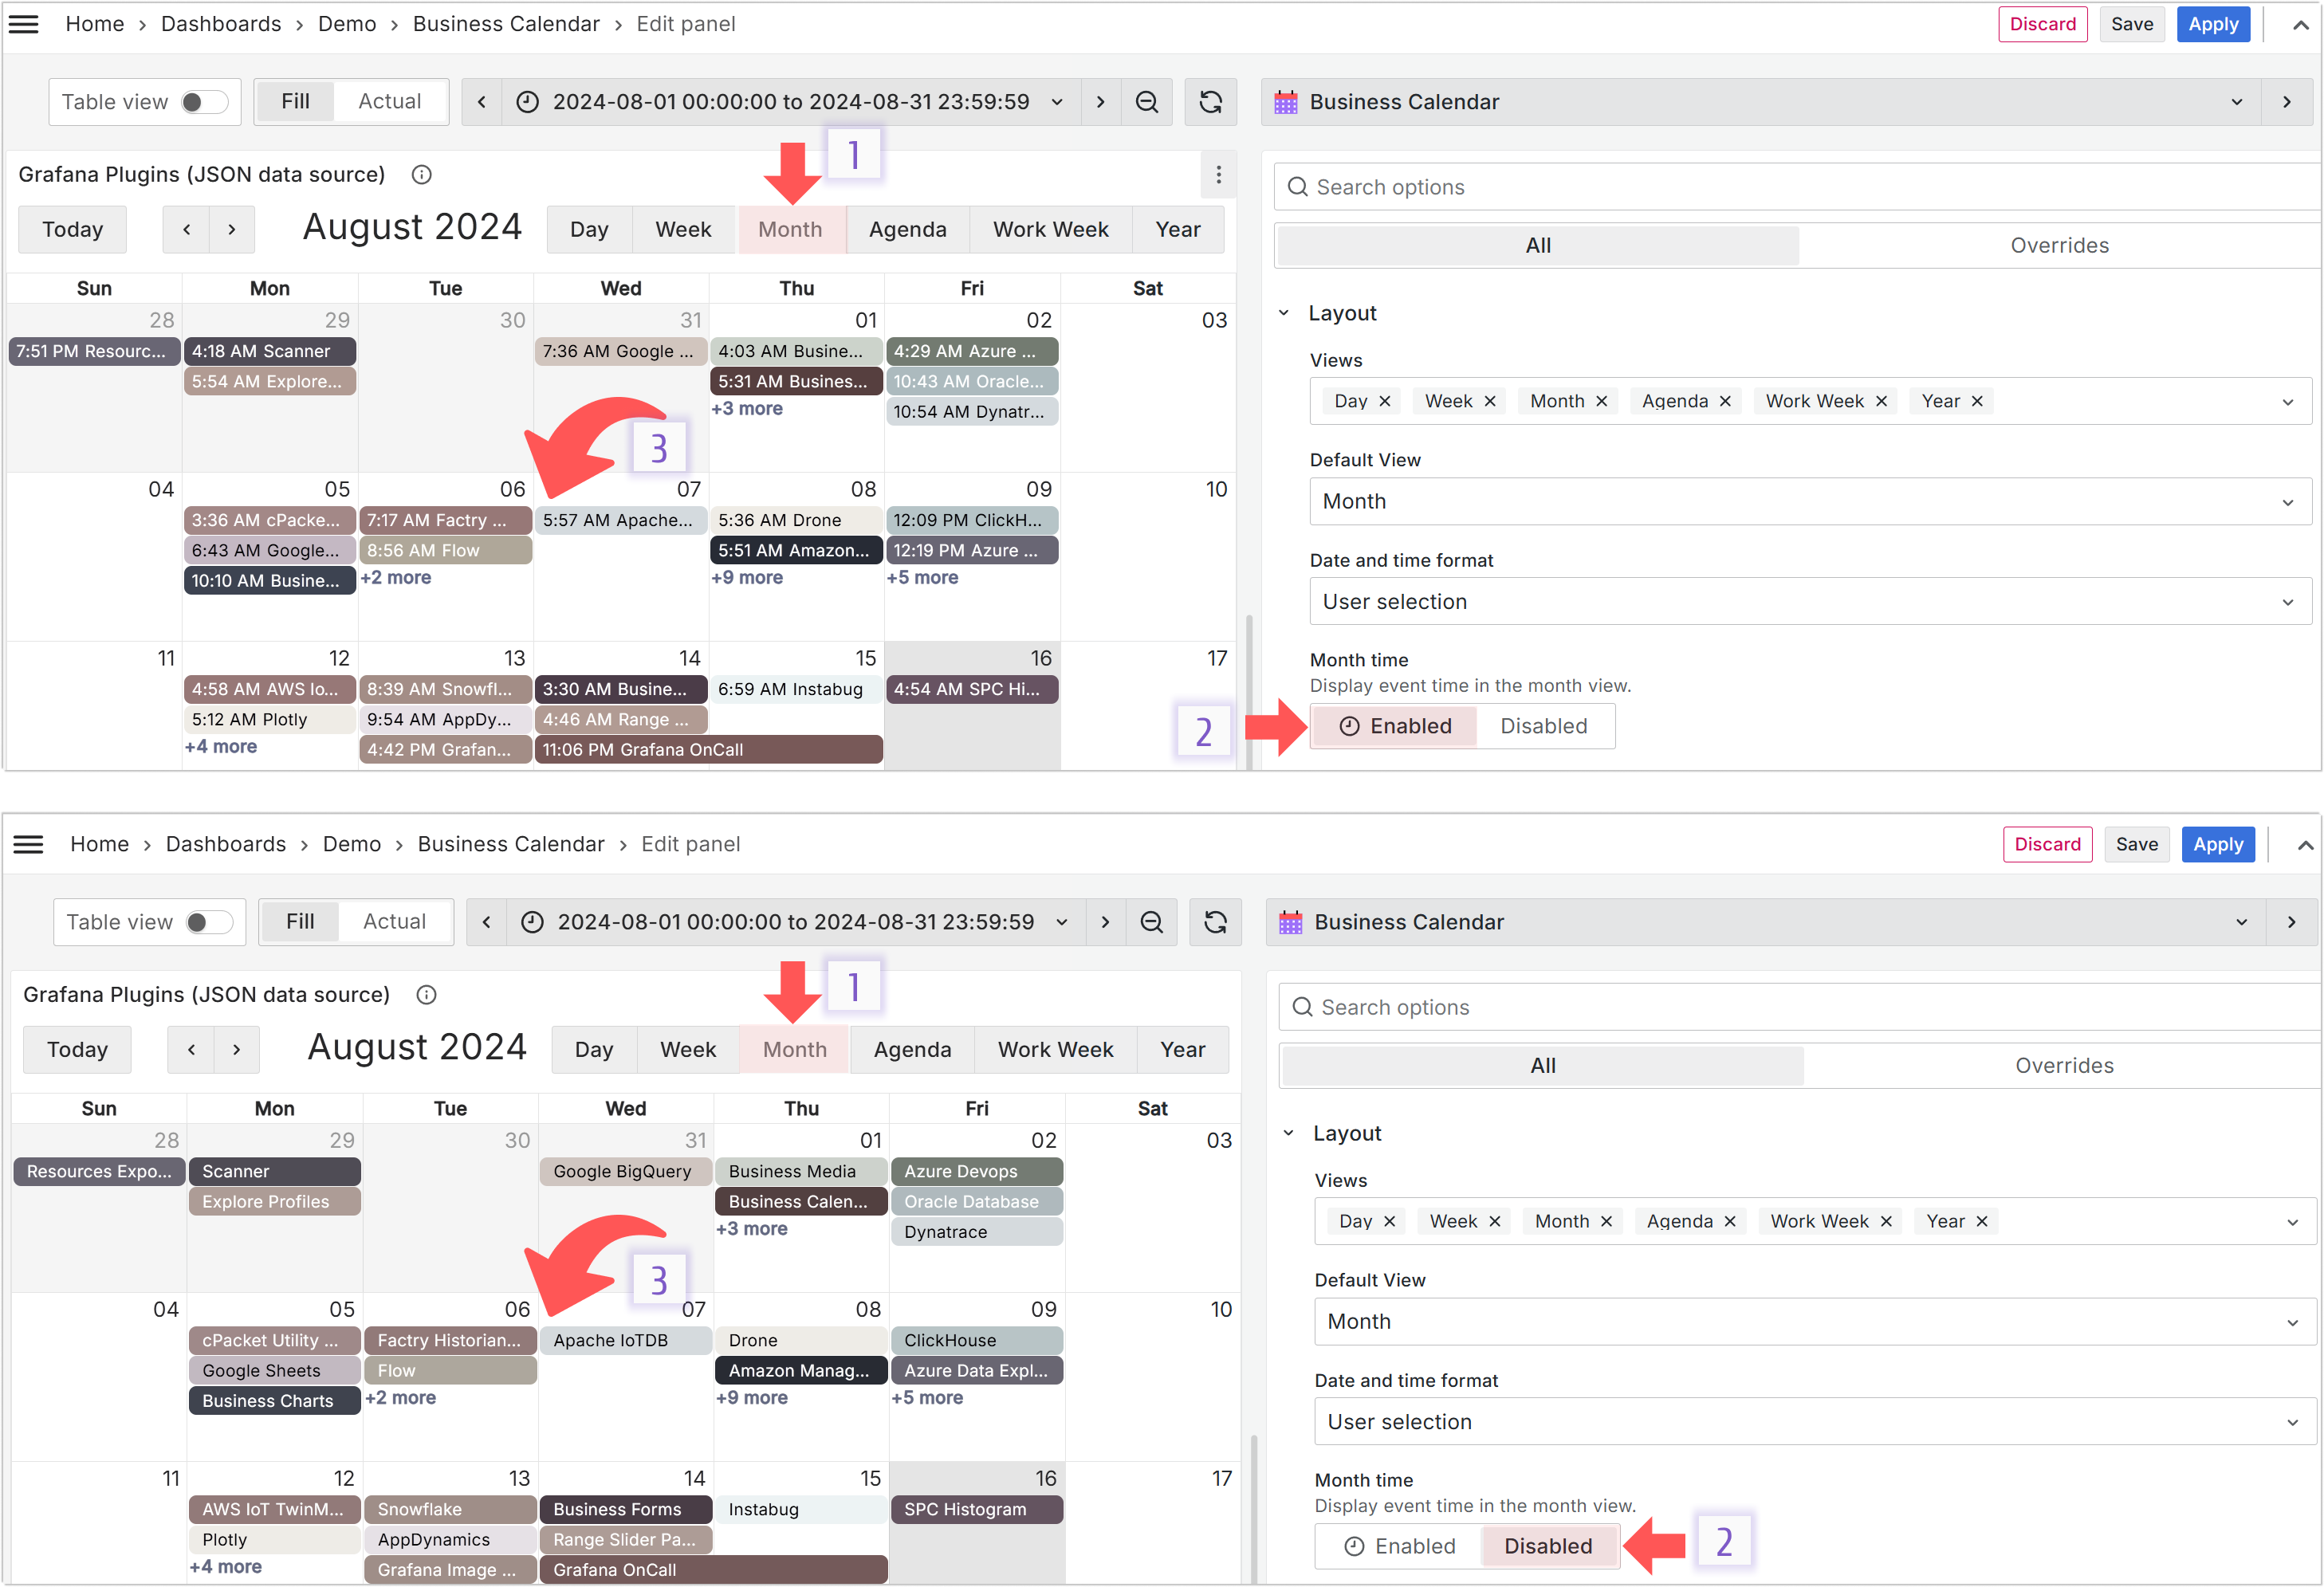 Home › Dashboards › Demo › Business Calendar › Edit panel Discard Save Apply
Table view Fill Actual 2024-08-01 00:00:00 to 2024-08-31 23:59:59 Business Calendar
1
Grafana Plugins (JSON data source)
Search options
Today August 2024 Day Week Month Agenda Work Week Year
All Overrides
Sun Mon Tue Wed Thu Fri Sat
Layout
28 29 30 31 01 02 03
7:51 PM Resourc... 4:18 AM Scanner 7:36 AM Google ... 4:03 AM Busine... 4:29 AM Azure ...
Views
5:54 AM Explore... 5:31 AM Busines... 10:43 AM Oracle...
Day Week Month Agenda Work Week Year
+3 more 10:54 AM Dynatr...
3
Default View
04 05 06 07 08 09 10
Month
3:36 AM cPacke... 7:17 AM Factry ... 5:57 AM Apache... 5:36 AM Drone 12:09 PM ClickH...
6:43 AM Google... 8:56 AM Flow 5:51 AM Amazon... 12:19 PM Azure ...
Date and time format
10:10 AM Busine... +2 more +9 more +5 more
User selection
11 12 13 14 15 16 17
Month time
Display event time in the month view.
4:58 AM AWS Io... 8:39 AM Snowfl... 3:30 AM Busine... 6:59 AM Instabug 4:54 AM SPC Hi...
5:12 AM Plotly 9:54 AM AppDy... 4:46 AM Range ...
2 Enabled Disabled
+4 more 4:42 PM Grafan... 11:06 PM Grafana OnCall
Home › Dashboards › Demo › Business Calendar › Edit panel Discard Save Apply
Table view Fill Actual 2024-08-01 00:00:00 to 2024-08-31 23:59:59 Business Calendar
1
Grafana Plugins (JSON data source)
Search options
Today August 2024 Day Week Month Agenda Work Week Year
All Overrides
Sun Mon Tue Wed Thu Fri Sat
Layout
28 29 30 31 01 02 03
Resources Expo... Scanner Google BigQuery Business Media Azure Devops
Views
Explore Profiles Business Calen... Oracle Database
Day Week Month Agenda Work Week Year
+3 more Dynatrace
3
Default View
04 05 06 07 08 09 10
Month
cPacket Utility ... Factry Historian... Apache IoTDB Drone ClickHouse
Google Sheets Flow Amazon Manag... Azure Data Expl...
Date and time format
Business Charts +2 more +9 more +5 more
User selection
11 12 13 14 15 16 17
Month time
Display event time in the month view.
AWS IoT TwinM... Snowflake Business Forms Instabug SPC Histogram
Plotly AppDynamics Range Slider Pa...
Enabled Disabled 2
+4 more Grafana Image ... Grafana OnCall